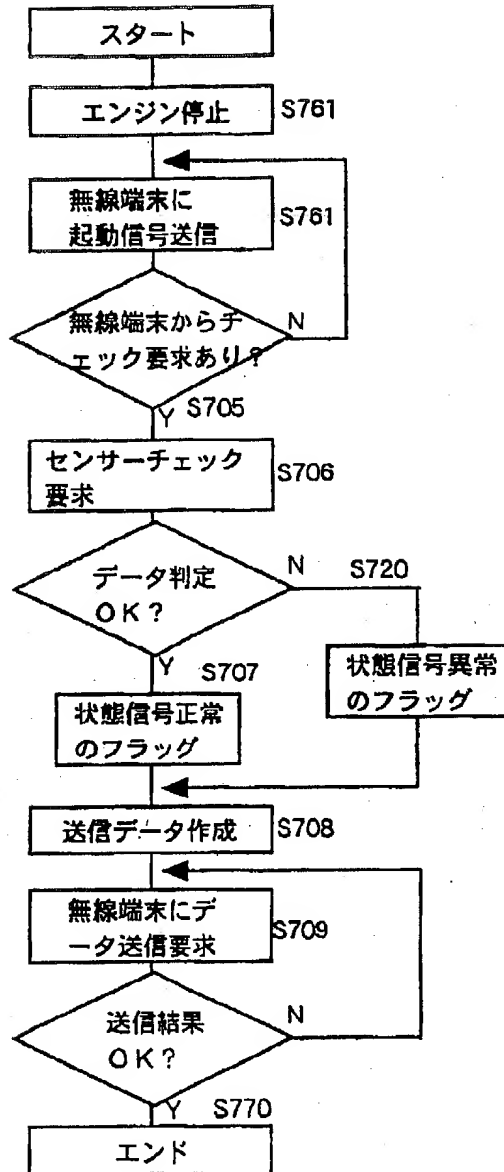 スタート
エンジン停止
S761
無線端末に
起動信号送信
S761
無線端末からチ
ェック要求あり?
N
Y
S705
センサーチェック
要求
S706
データ判定
OK?
N
S720
Y
S707
状態信号異常
のフラッグ
状態信号正常
のフラッグ
送信データ作成
S708
無線端末にデ
ータ送信要求
S709
送信結果
OK?
N
Y
S770
エンド